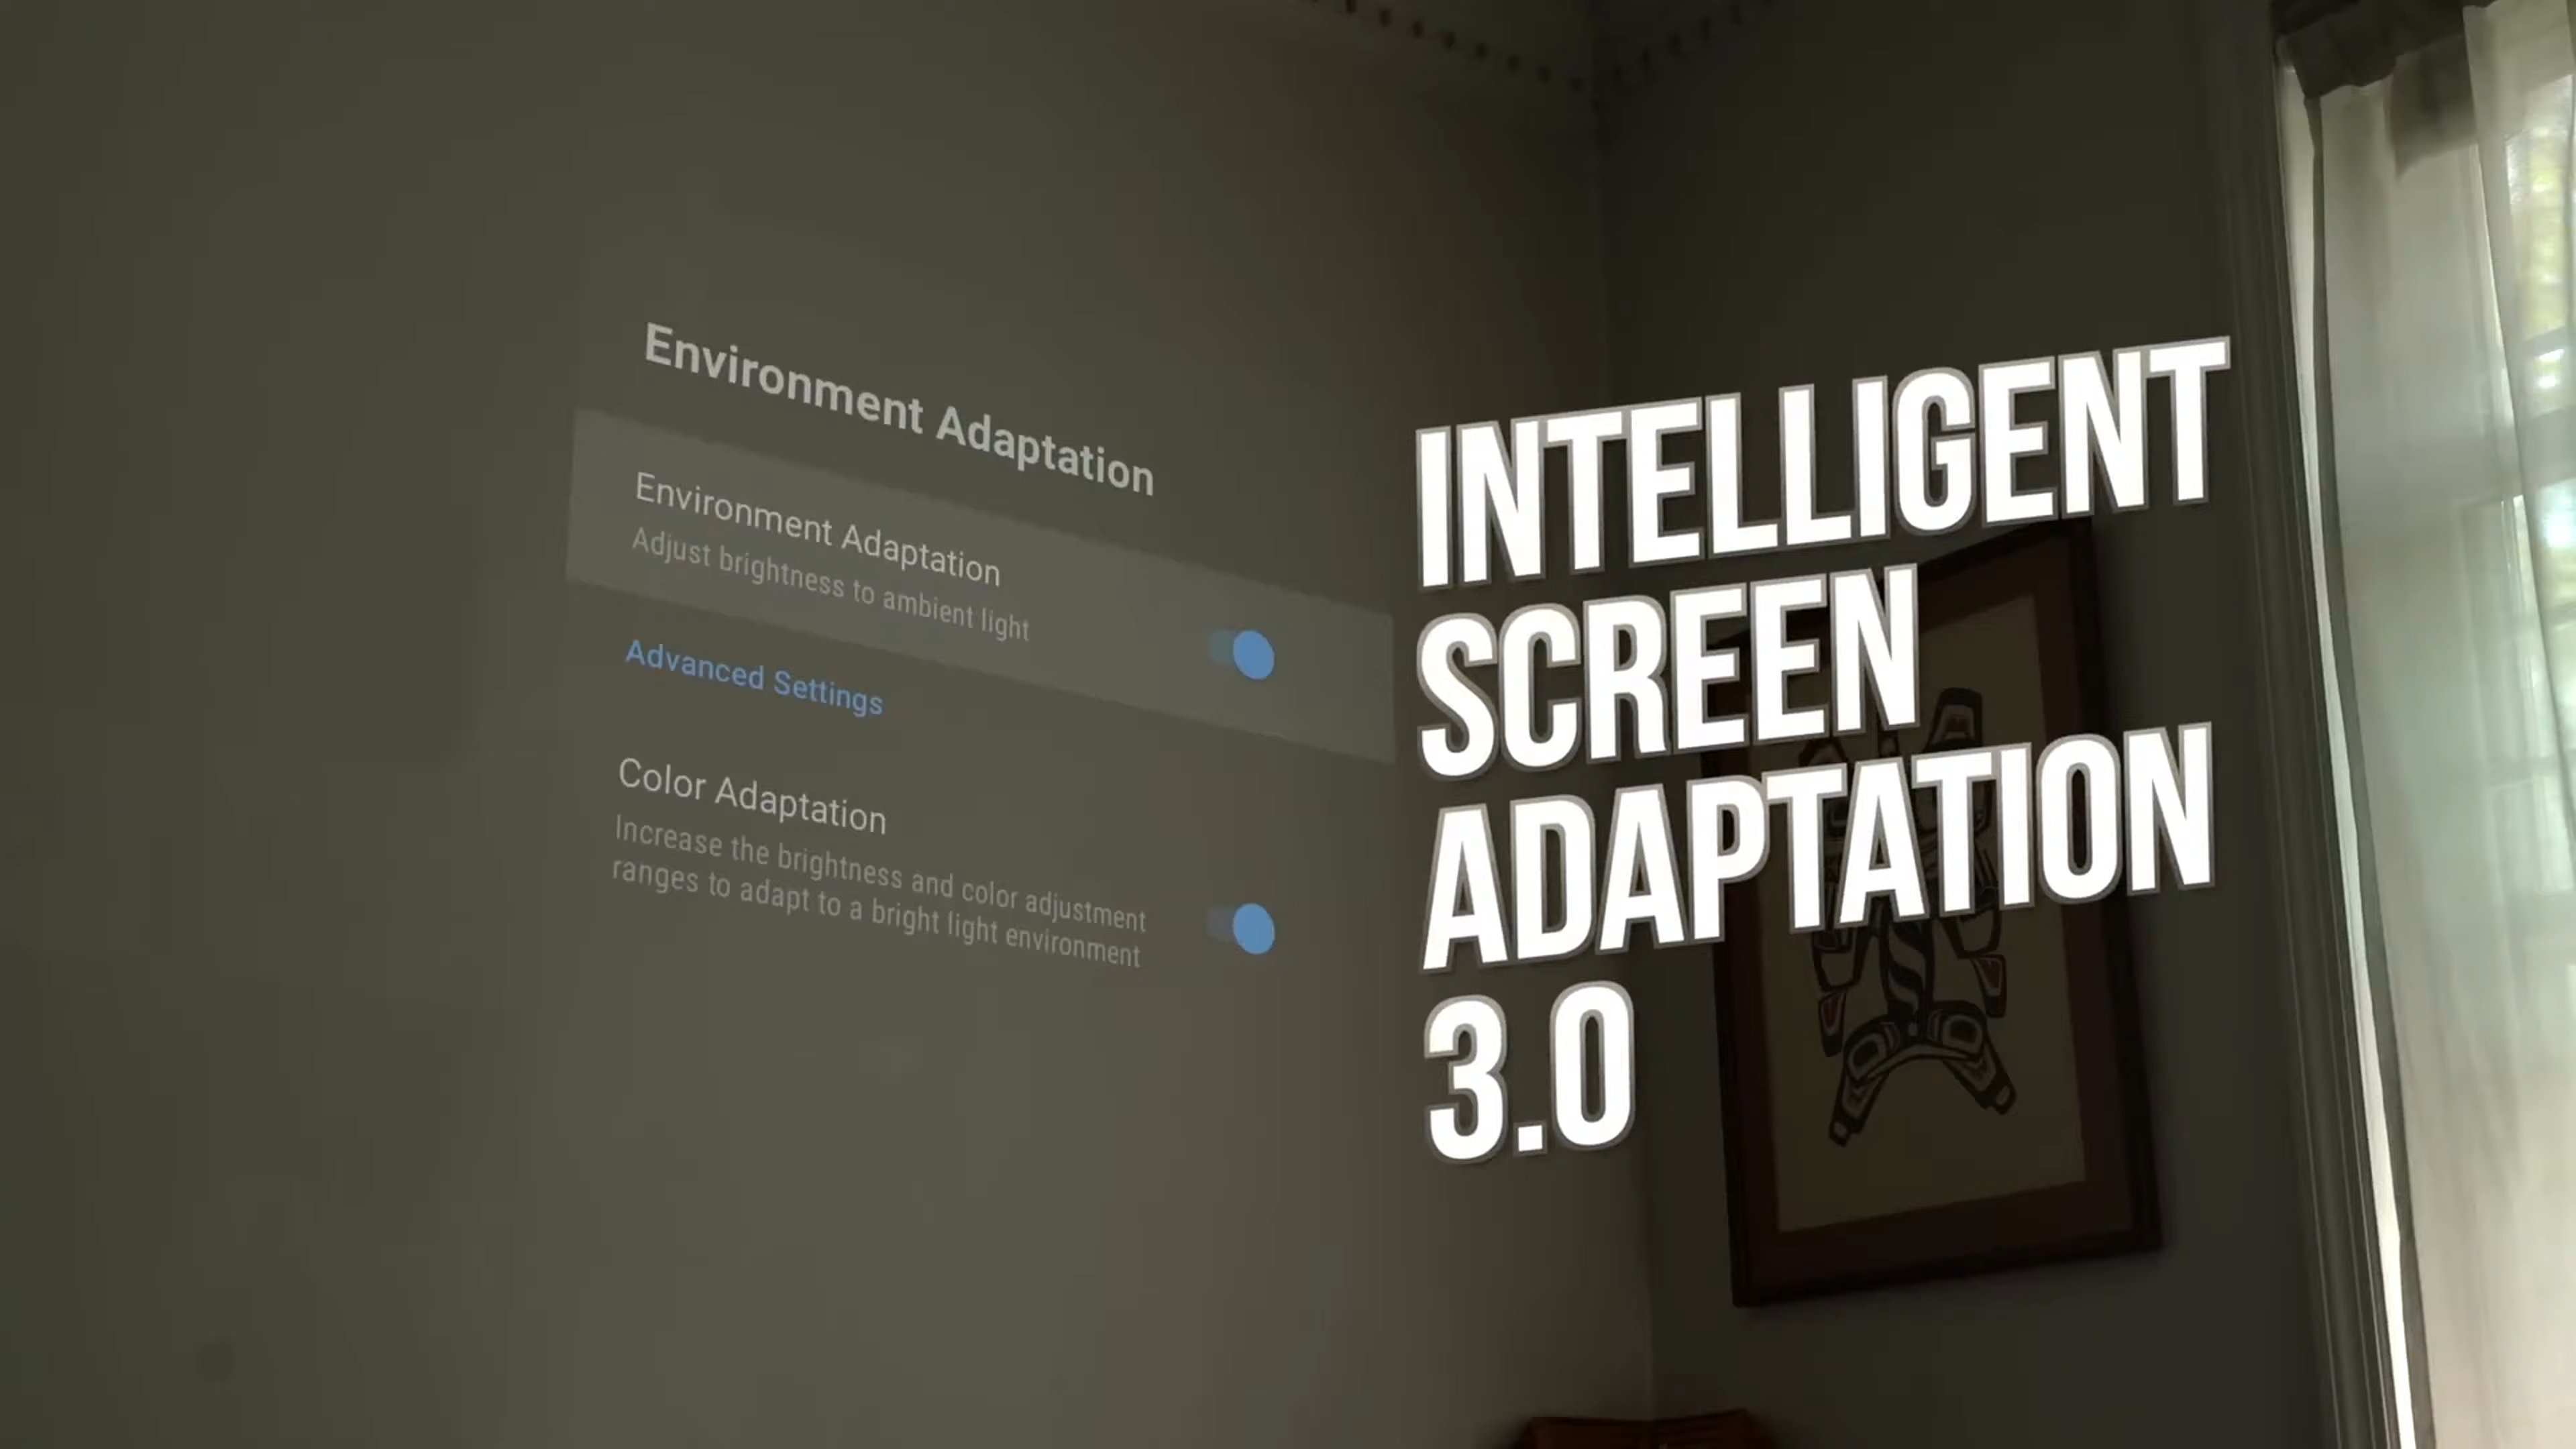 Environment Adaptation
Environment Adaptation
Adjust brightness to ambient light
Advanced Settings
Color Adaptation
Increase the brightness and color adjustment
ranges to adapt to a bright light environment
INTELLIGENT
SCREEN
ADAPTATION
3.0